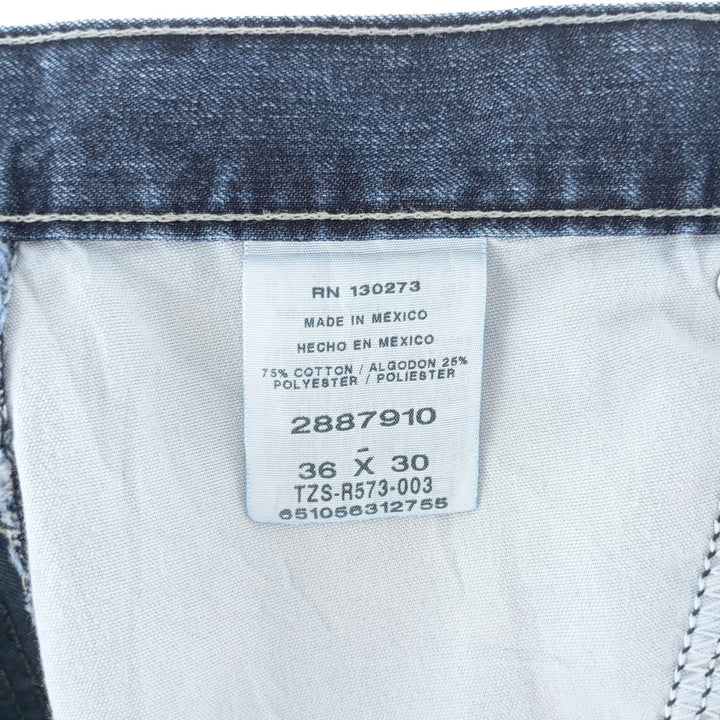 RN 130273
MADE IN MEXICO
HECHO EN MEXICO
75% COTTON / ALGODON 25%
POLYESTER / POLIESTER
2887910
-
36 X 30
TZS-R573-003
651056312755